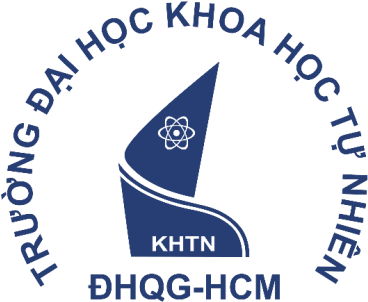 TRƯỜNG ĐẠI HỌC KHOA HỌC TỰ NHIÊN
KHTN
ĐHQG-HCM